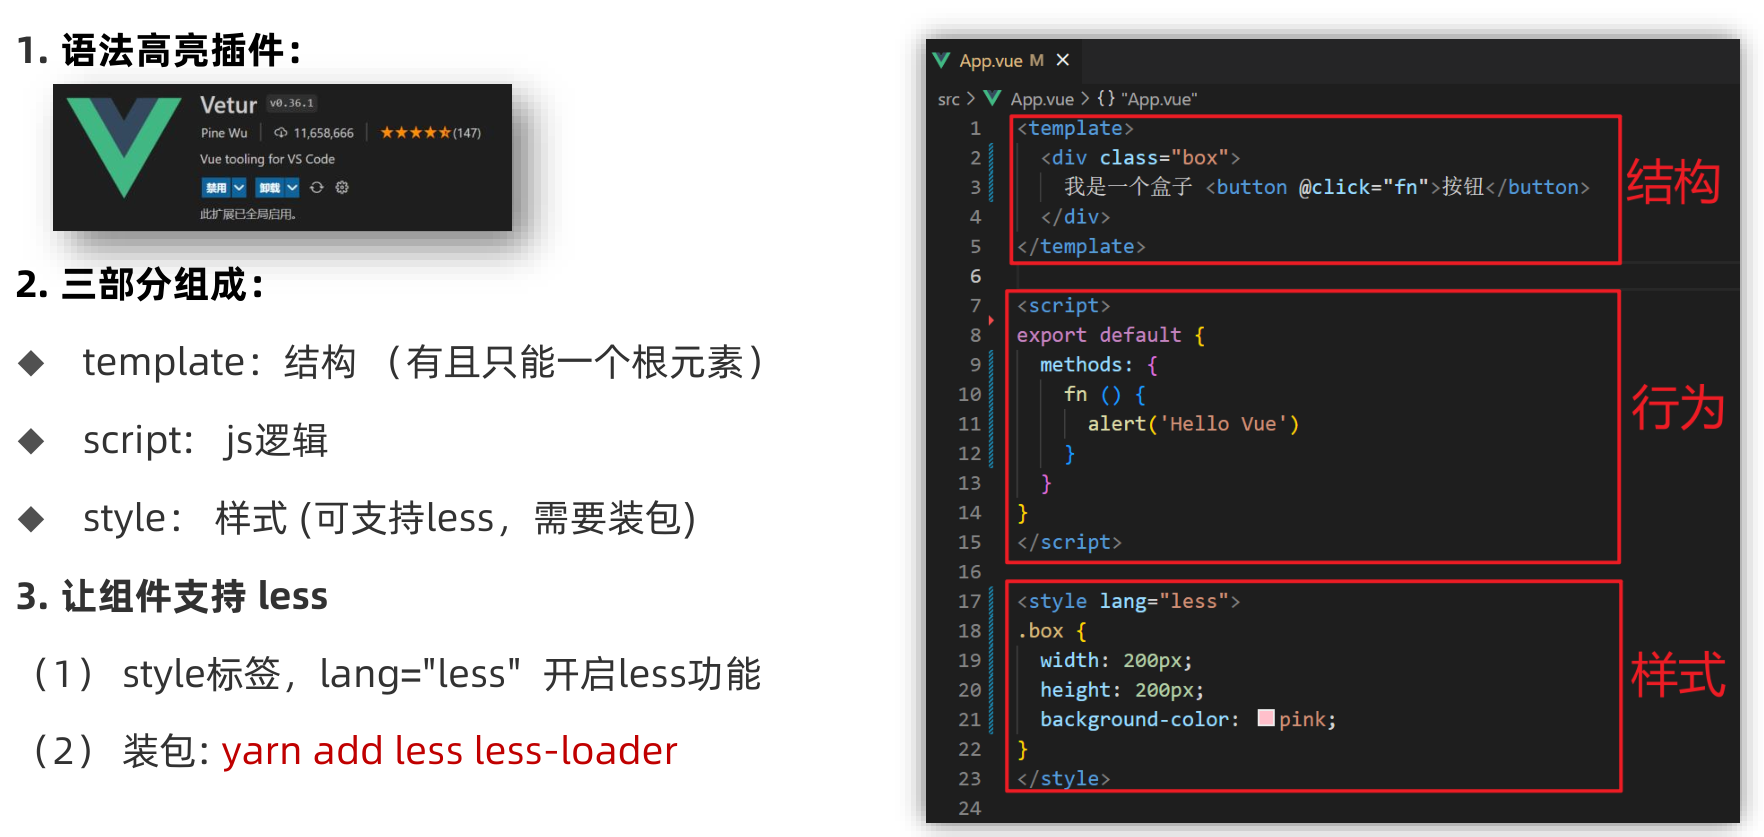 1. 语法高亮插件：
Vetur v0.36.1
Pine Wu 11,658,666 (147)
Vue tooling for VS Code
禁用 卸载
此扩展已全局启用。
2. 三部分组成：
template：结构 （有且只能一个根元素）
script： js逻辑
style： 样式 (可支持less，需要装包)
3. 让组件支持 less
（1） style标签，lang="less" 开启less功能
（2） 装包: yarn add less less-loader
App.vue M ×
src > App.vue > {} "App.vue"
1 <template>
2 <div class="box">
3 我是一个盒子 <button @click="fn">按钮</button>
4 </div>
5 </template>
6
7 <script>
8 export default {
9 methods: {
10 fn () {
11 alert('Hello Vue')
12 }
13 }
14 }
15 </script>
16
17 <style lang="less">
18 .box {
19 width: 200px;
20 height: 200px;
21 background-color: pink;
22 }
23 </style>
24
结构
行为
样式